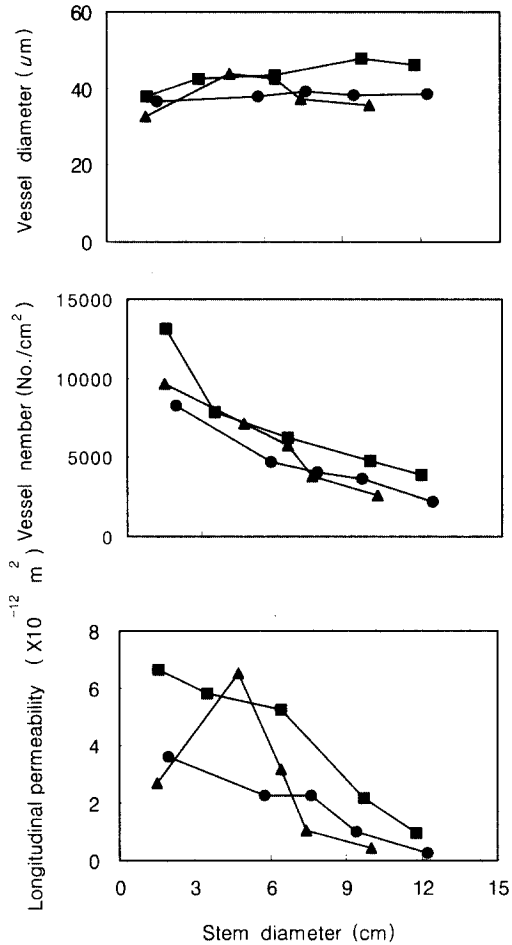 Vessel diameter (μm)
60
40
20
0
Vessel nember (No./cm²)
15000
10000
5000
0
Longitudinal permeability (X10⁻¹² m²)
8
6
4
2
0
0 3 6 9 12 15
Stem diameter (cm)